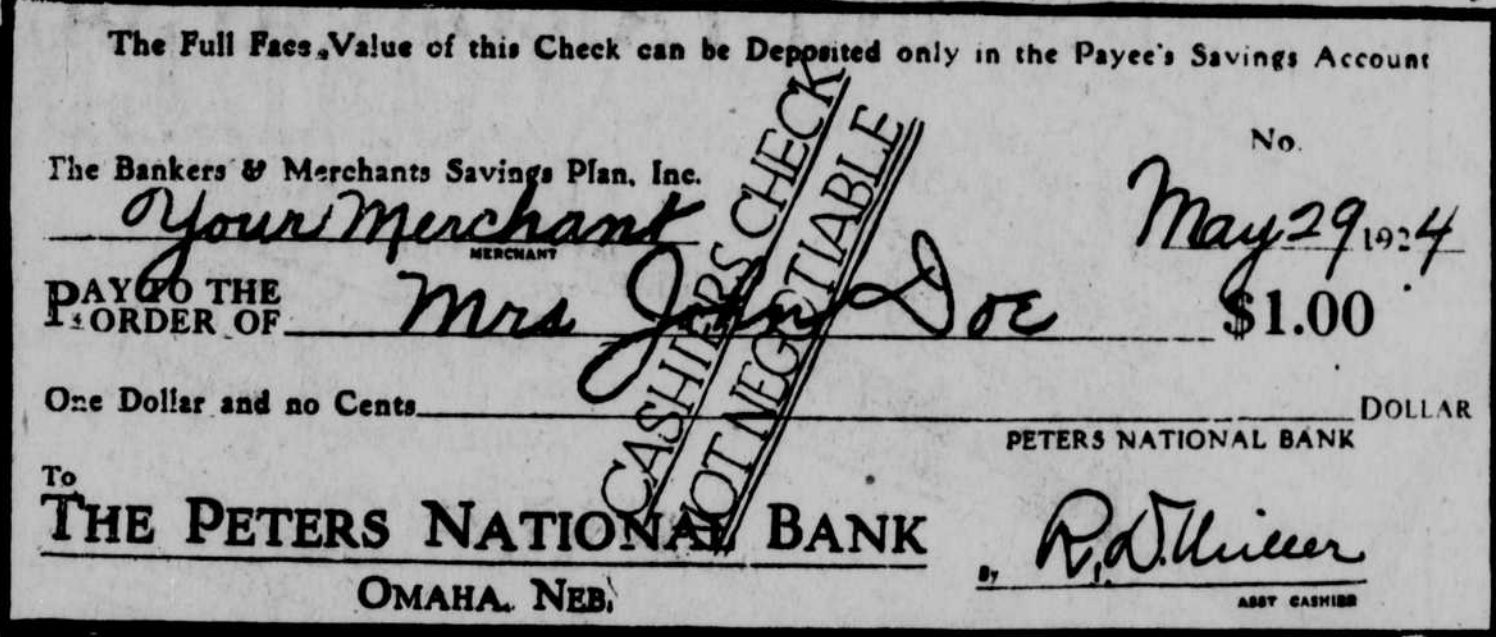 The Full Face Value of this Check can be Deposited only in the Payee's Savings Account
No.
The Bankers & Merchants Savings Plan, Inc.
Your Merchant
May 29 1924
MERCHANT
PAY TO THE
ORDER OF Mrs John Doe $1.00
CASHIERS CHECK
NOT NEGOTIABLE
One Dollar and no Cents DOLLAR
PETERS NATIONAL BANK
To
THE PETERS NATIONAL BANK
OMAHA, NEB.
By R. D. Miller
ASST CASHIER